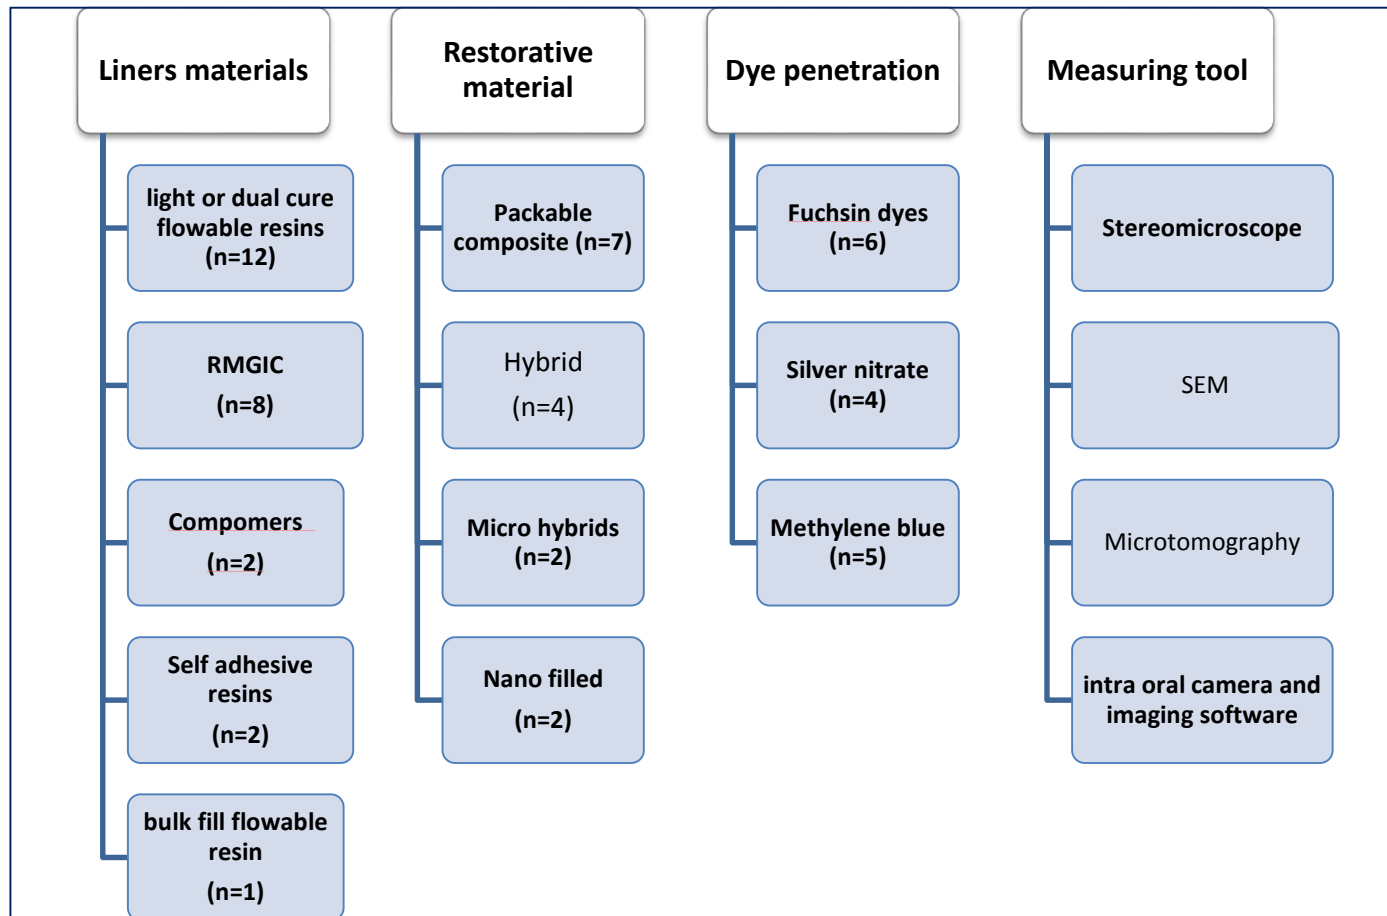 Liners materials
light or dual cure
flowable resins
(n=12)
RMGIC
(n=8)
Compomers
(n=2)
Self adhesive
resins
(n=2)
bulk fill flowable
resin
(n=1)
Restorative
material
Packable
composite (n=7)
Hybrid
(n=4)
Micro hybrids
(n=2)
Nano filled
(n=2)
Dye penetration
Fuchsin dyes
(n=6)
Silver nitrate
(n=4)
Methylene blue
(n=5)
Measuring tool
Stereomicroscope
SEM
Microtomography
intra oral camera and
imaging software